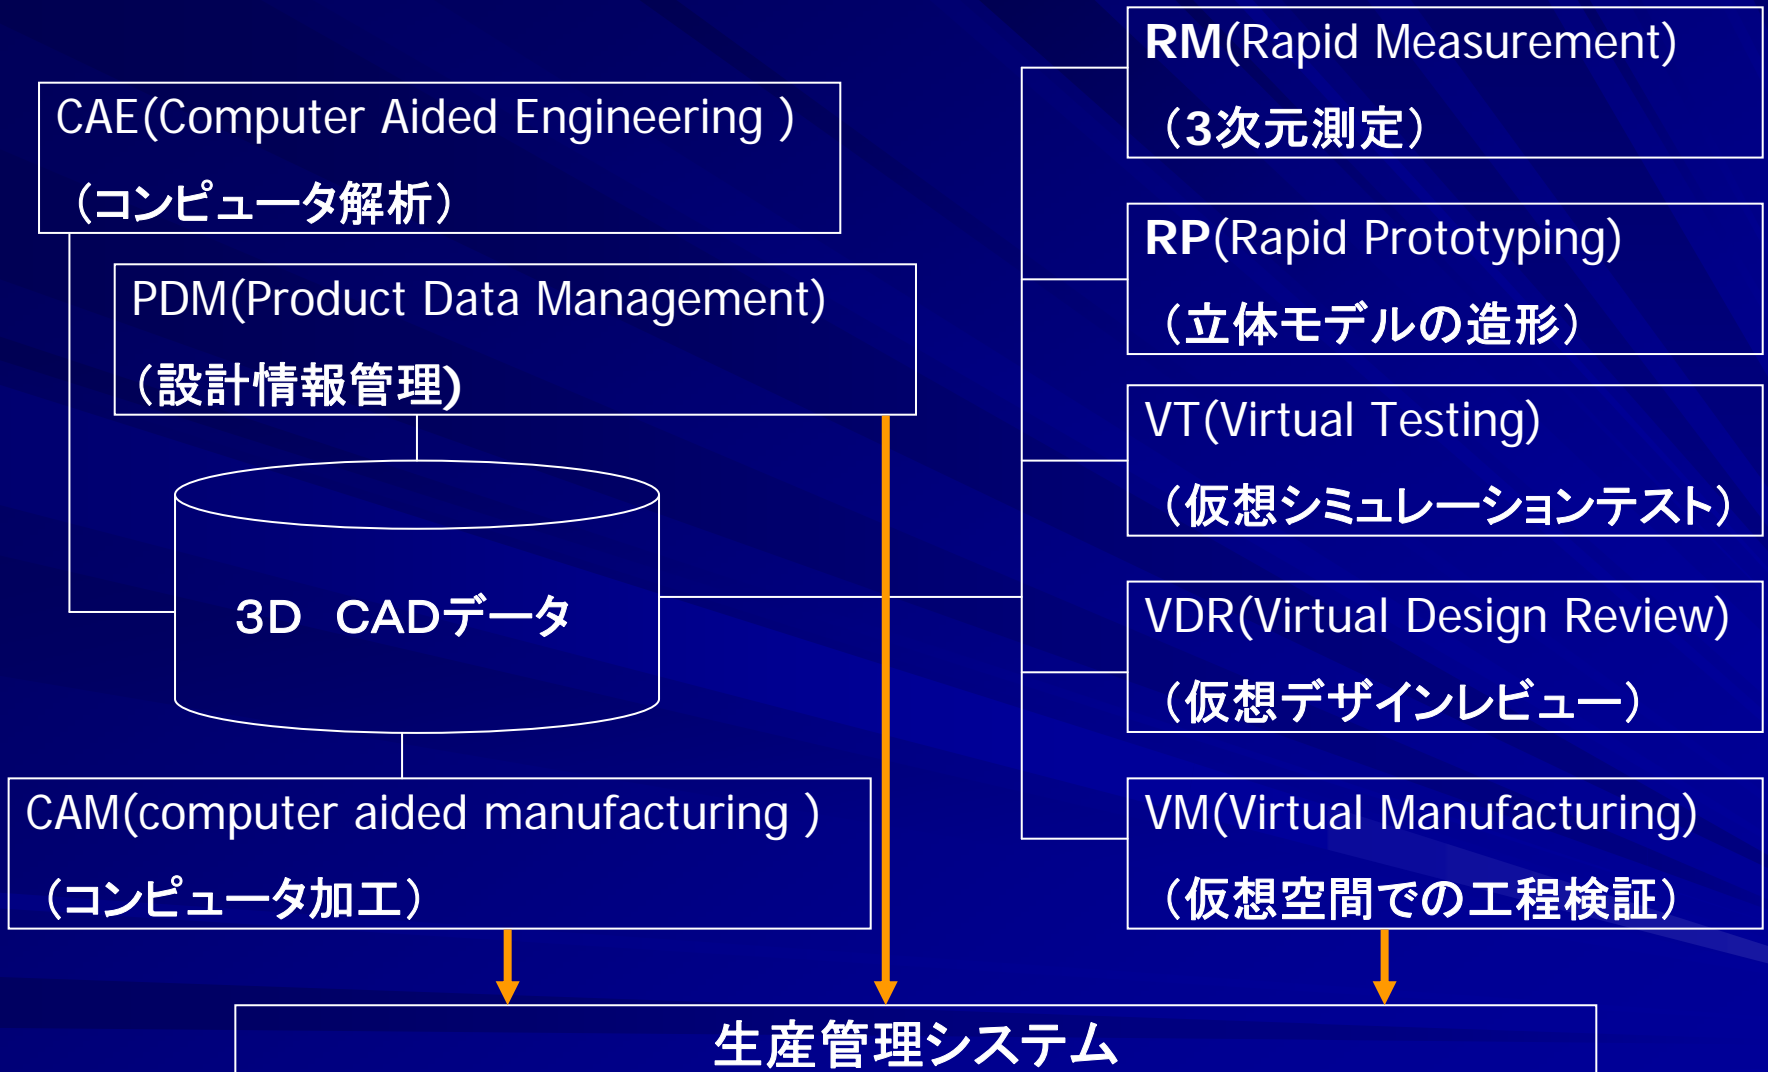 CAE(Computer Aided Engineering )
（コンピュータ解析）
PDM(Product Data Management)
（設計情報管理)
3D　CADデータ
CAM(computer aided manufacturing )
（コンピュータ加工）
RM(Rapid Measurement)
（3次元測定）
RP(Rapid Prototyping)
（立体モデルの造形）
VT(Virtual Testing)
（仮想シミュレーションテスト）
VDR(Virtual Design Review)
（仮想デザインレビュー）
VM(Virtual Manufacturing)
（仮想空間での工程検証）
生産管理システム